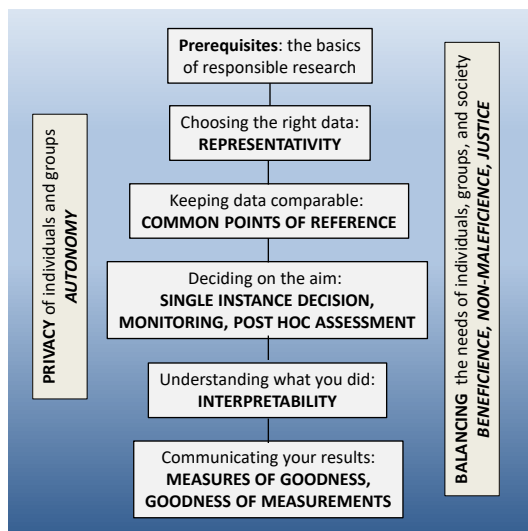 Prerequisites: the basics
of responsible research
Choosing the right data:
REPRESENTATIVITY
Keeping data comparable:
COMMON POINTS OF REFERENCE
Deciding on the aim:
SINGLE INSTANCE DECISION,
MONITORING, POST HOC ASSESSMENT
Understanding what you did:
INTERPRETABILITY
Communicating your results:
MEASURES OF GOODNESS,
GOODNESS OF MEASUREMENTS
PRIVACY of individuals and groups
AUTONOMY
BALANCING the needs of individuals, groups, and society
BENEFICIENCE, NON-MALEFICIENCE, JUSTICE